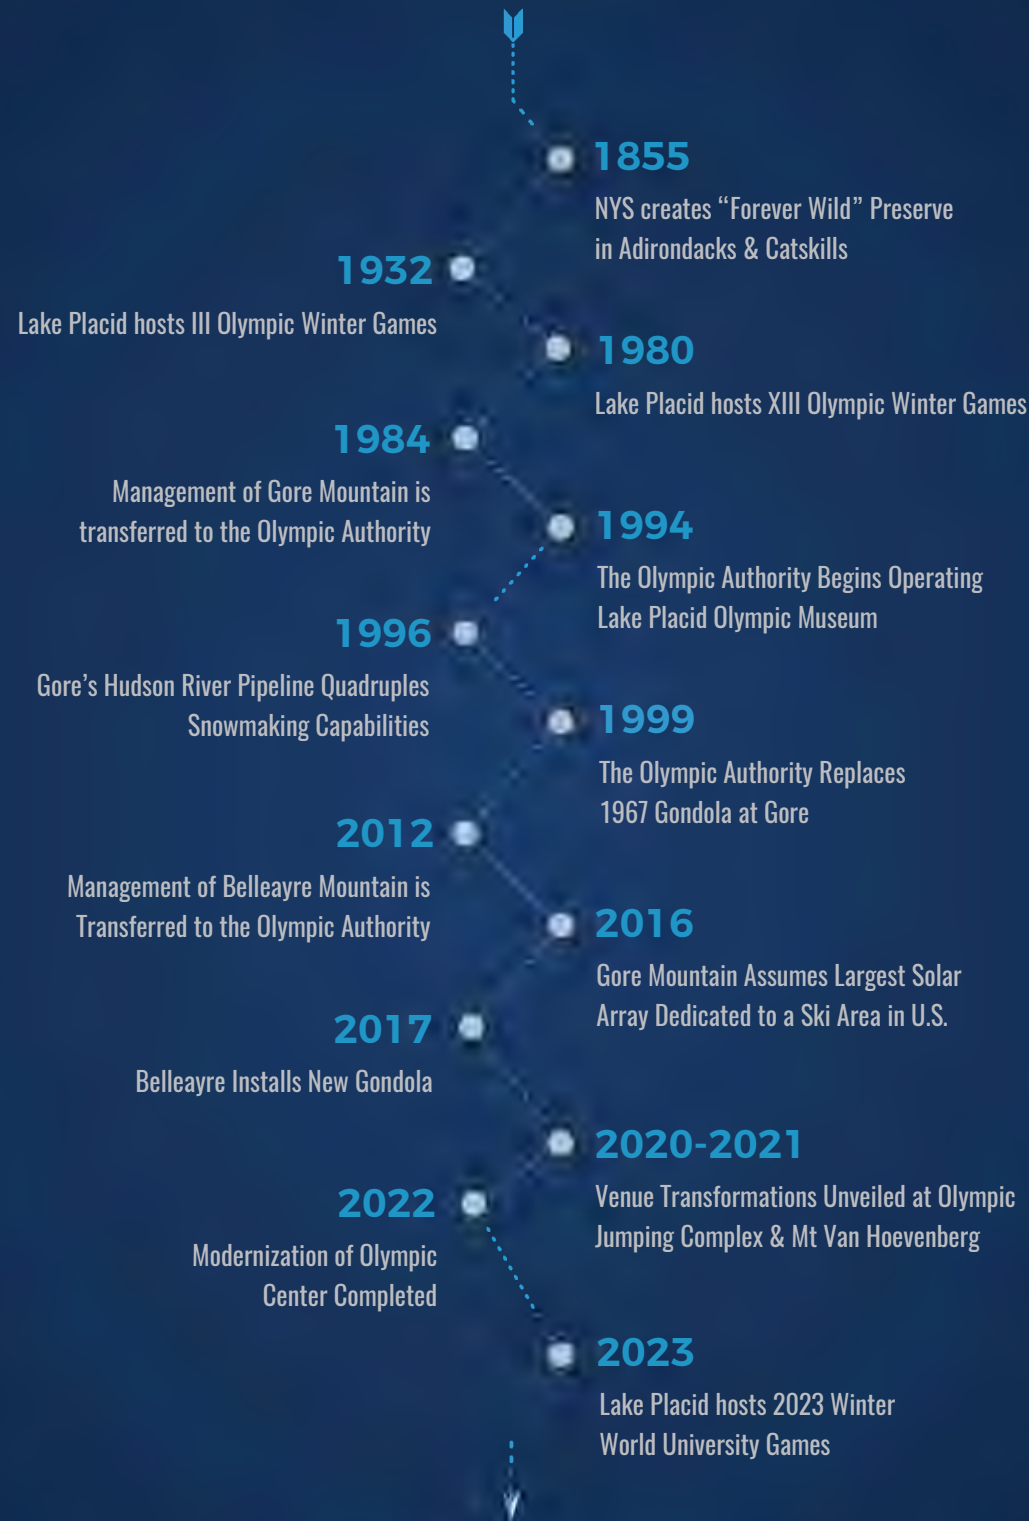 1855
NYS creates “Forever Wild” Preserve
in Adirondacks & Catskills
1932
Lake Placid hosts III Olympic Winter Games
1980
Lake Placid hosts XIII Olympic Winter Games
1984
Management of Gore Mountain is
transferred to the Olympic Authority
1994
The Olympic Authority Begins Operating
Lake Placid Olympic Museum
1996
Gore’s Hudson River Pipeline Quadruples
Snowmaking Capabilities
1999
The Olympic Authority Replaces
1967 Gondola at Gore
2012
Management of Belleayre Mountain is
Transferred to the Olympic Authority
2016
Gore Mountain Assumes Largest Solar
Array Dedicated to a Ski Area in U.S.
2017
Belleayre Installs New Gondola
2020-2021
Venue Transformations Unveiled at Olympic
Jumping Complex & Mt Van Hoevenberg
2022
Modernization of Olympic
Center Completed
2023
Lake Placid hosts 2023 Winter
World University Games